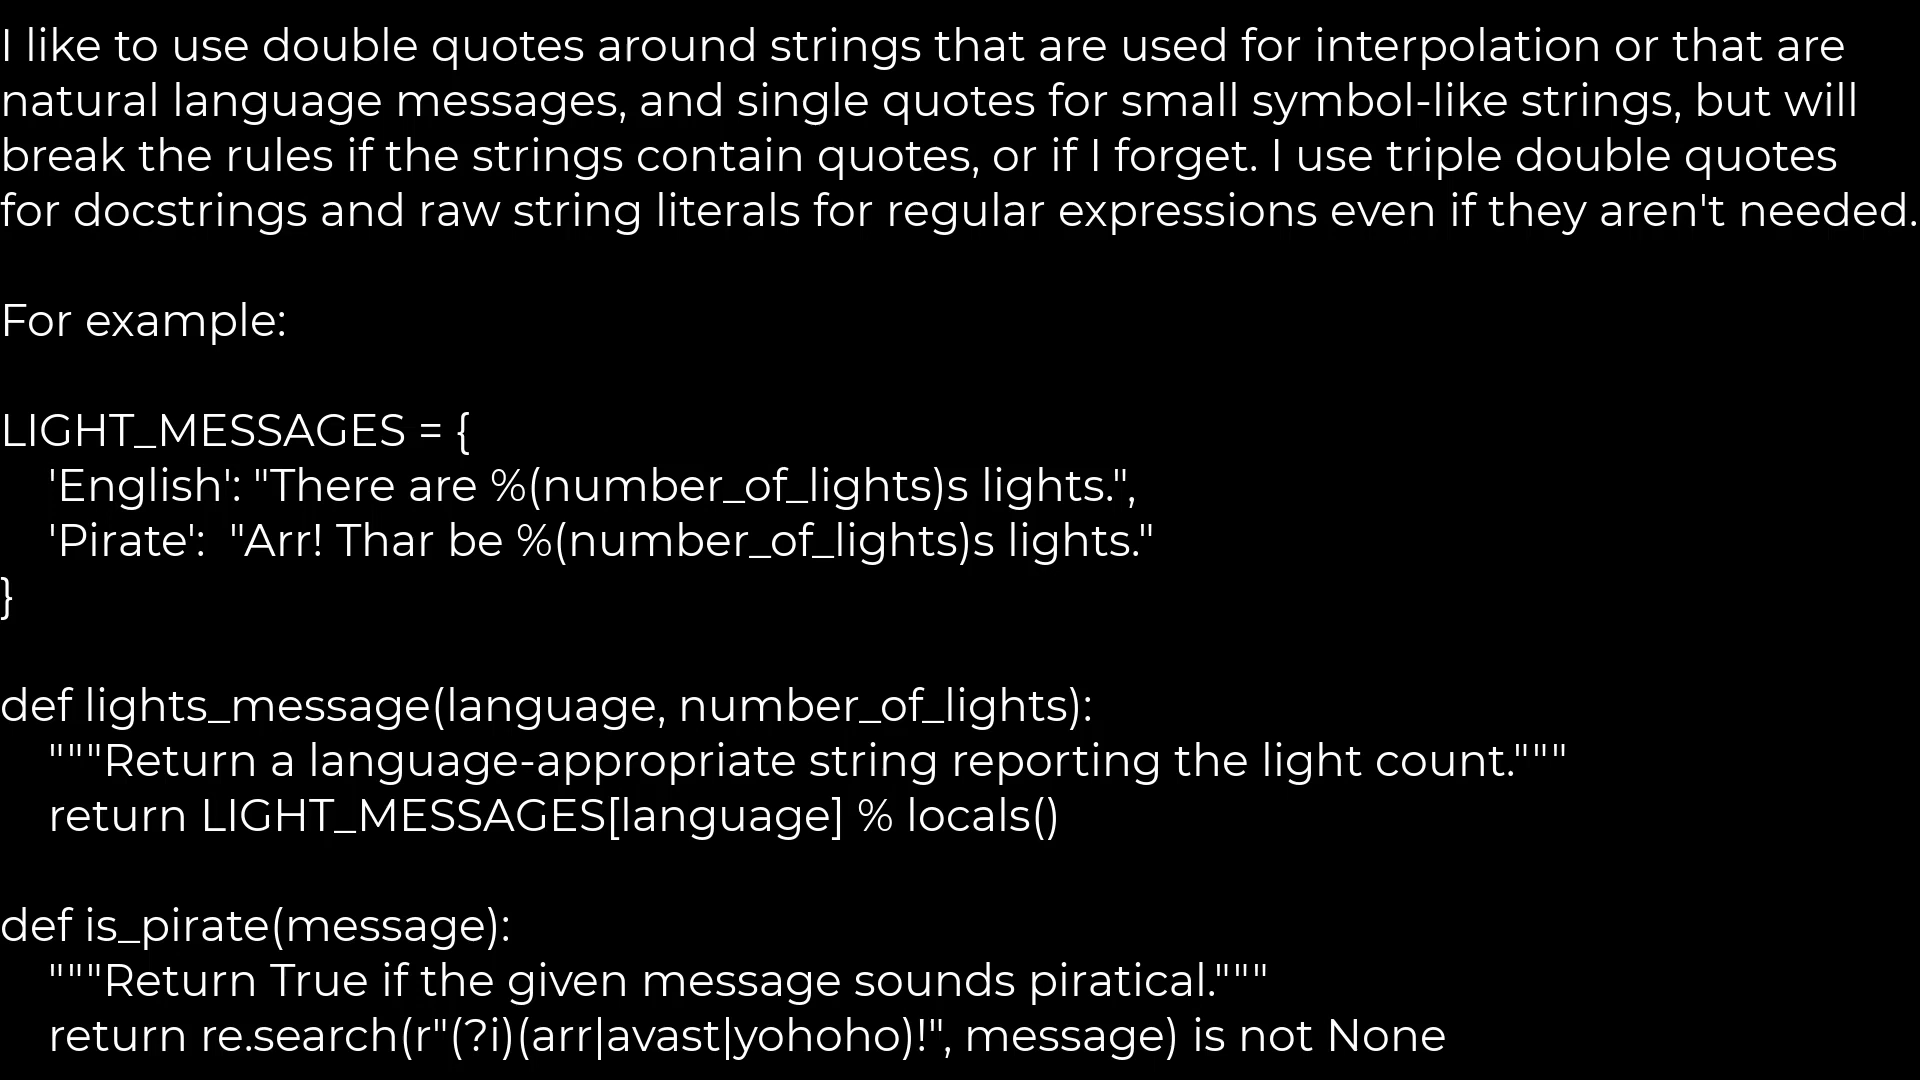 I like to use double quotes around strings that are used for interpolation or that are
natural language messages, and single quotes for small symbol-like strings, but will
break the rules if the strings contain quotes, or if I forget. I use triple double quotes
for docstrings and raw string literals for regular expressions even if they aren't needed.

For example:

LIGHT_MESSAGES = {
    'English': "There are %(number_of_lights)s lights.",
    'Pirate':  "Arr! Thar be %(number_of_lights)s lights."
}

def lights_message(language, number_of_lights):
    """Return a language-appropriate string reporting the light count."""
    return LIGHT_MESSAGES[language] % locals()

def is_pirate(message):
    """Return True if the given message sounds piratical."""
    return re.search(r"(?i)(arr|avast|yohoho)!", message) is not None